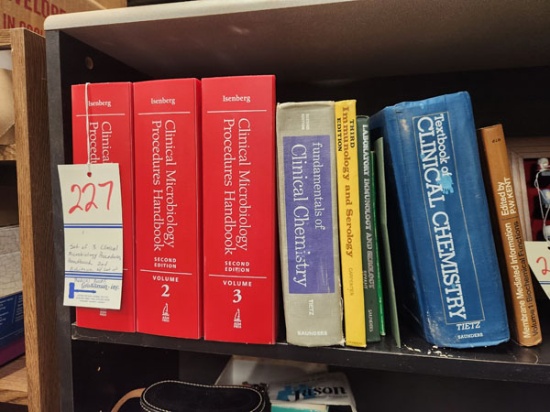 Isenberg
Clinical Microbiology
Procedures Handbook
227
Isenberg
Clinical Microbiology
Procedures Handbook
SECOND
EDITION
VOLUME
2
Isenberg
Clinical Microbiology
Procedures Handbook
SECOND
EDITION
VOLUME
3
fundamentals of
Clinical Chemistry
TIETZ
SAUNDERS
THIRD
EDITION
Immunology and Serology
LABORATORY IMMUNOLOGY AND SEROLOGY
Textbook of
CLINICAL CHEMISTRY
TIETZ
SAUNDERS
Edited by
P.W. KENT
Membrane Mediated Information
Jason